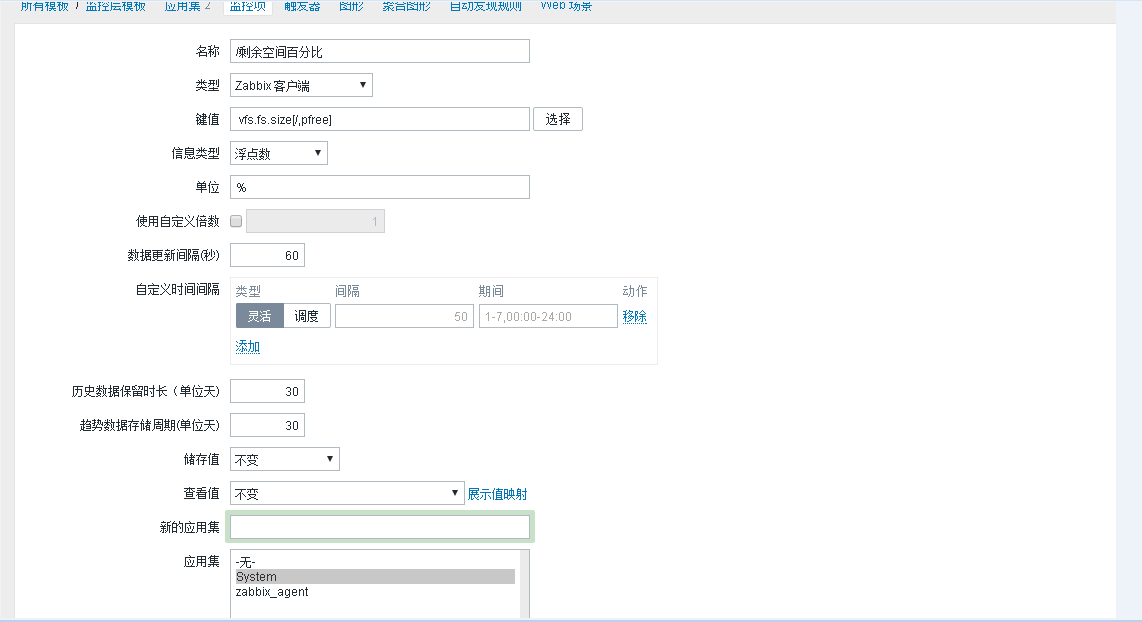 所有模板 / 监控层模板 应用集 2 监控项 触发器 图形 聚合图形 自动发现规则 Web 场景
名称 /剩余空间百分比
类型 Zabbix 客户端
键值 vfs.fs.size[/,pfree] 选择
信息类型 浮点数
单位 %
使用自定义倍数 1
数据更新间隔(秒) 60
自定义时间间隔 类型 间隔 期间 动作
灵活 调度 50 1-7,00:00-24:00 移除
添加
历史数据保留时长（单位天) 30
趋势数据存储周期(单位天) 30
储存值 不变
查看值 不变 展示值映射
新的应用集
应用集 -无-
System
zabbix_agent